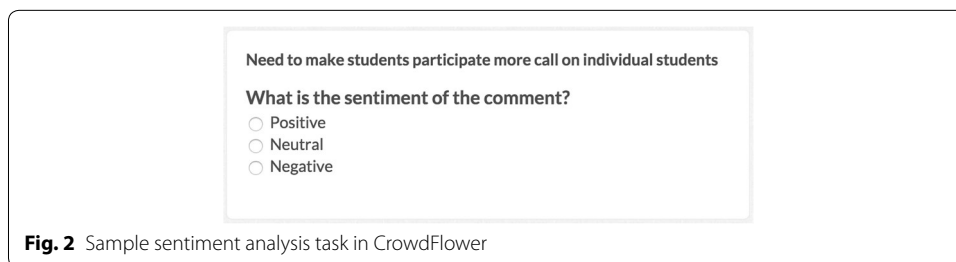 Need to make students participate more call on individual students
What is the sentiment of the comment?
Positive
Neutral
Negative
Fig. 2 Sample sentiment analysis task in CrowdFlower